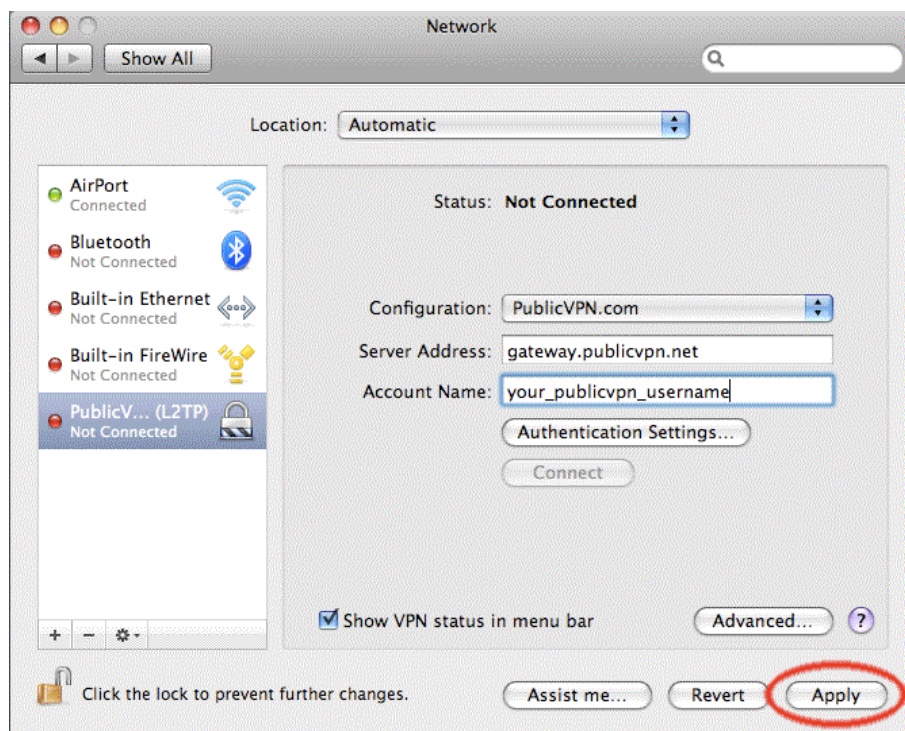 Network
Show All
Location: Automatic
AirPort
Connected
Bluetooth
Not Connected
Built-in Ethernet
Not Connected
Built-in FireWire
Not Connected
PublicV... (L2TP)
Not Connected
Status: Not Connected
Configuration: PublicVPN.com
Server Address: gateway.publicvpn.net
Account Name: your_publicvpn_username
Authentication Settings...
Connect
Show VPN status in menu bar
Advanced... ?
Click the lock to prevent further changes.
Assist me... Revert Apply